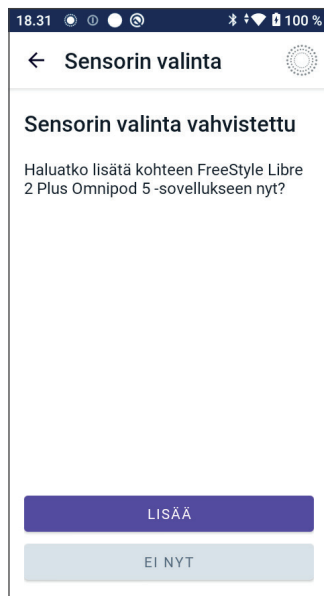 18.31 100 %
Sensorin valinta
Sensorin valinta vahvistettu
Haluatko lisätä kohteen FreeStyle Libre
2 Plus Omnipod 5 -sovellukseen nyt?
LISÄÄ
EI NYT